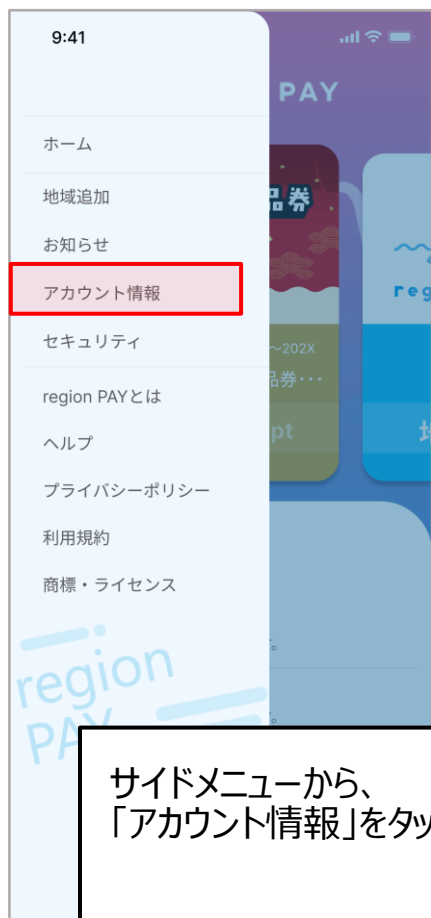 9:41
PAY
ホーム
地域追加
お知らせ
アカウント情報
セキュリティ
region PAYとは
ヘルプ
プライバシーポリシー
利用規約
商標・ライセンス
品券
reg
～202X
品券･･･
pt
地
region
PAY
サイドメニューから、
「アカウント情報」をタッ